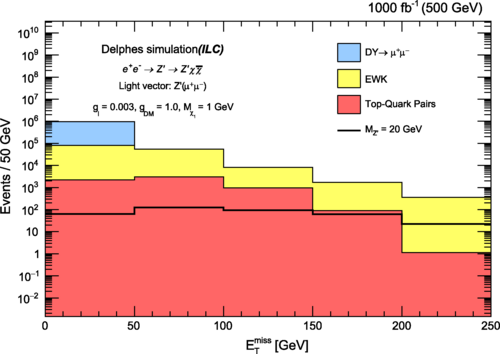 1000 fb⁻¹ (500 GeV)
Delphes simulation(ILC)
e⁺e⁻ → Z' → Z'χχ̅
Light vector: Z'(μ⁺μ⁻)
g_l = 0.003, g_DM = 1.0, M_χ₁ = 1 GeV
DY→ μ⁺μ⁻
EWK
Top-Quark Pairs
M_Z' = 20 GeV
Events/ 50 GeV
10¹⁰
10⁹
10⁸
10⁷
10⁶
10⁵
10⁴
10³
10²
10
1
10⁻¹
10⁻²
0 50 100 150 200 250
E_T^miss [GeV]